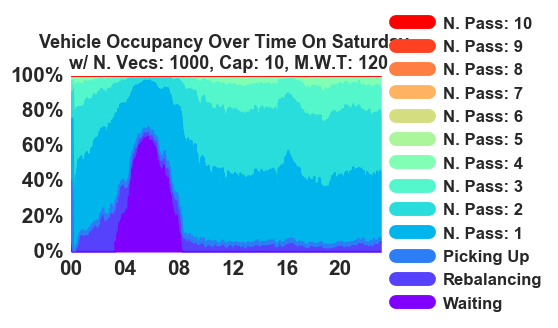 Vehicle Occupancy Over Time On Saturday
w/ N. Vecs: 1000, Cap: 10, M.W.T: 120
100%
80%
60%
40%
20%
0%
00 04 08 12 16 20
N. Pass: 10
N. Pass: 9
N. Pass: 8
N. Pass: 7
N. Pass: 6
N. Pass: 5
N. Pass: 4
N. Pass: 3
N. Pass: 2
N. Pass: 1
Picking Up
Rebalancing
Waiting